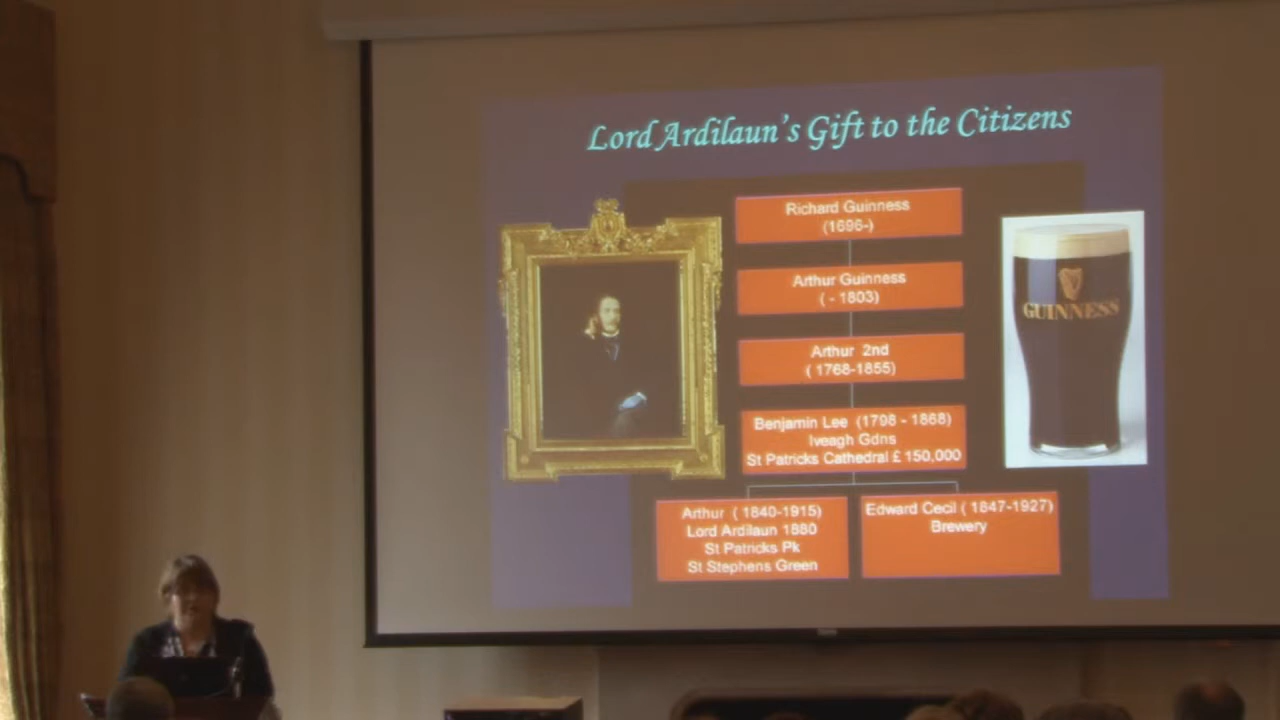 Lord Ardilaun's Gift to the Citizens
Richard Guinness
(1696-)
Arthur Guinness
( - 1803)
Arthur 2nd
( 1768-1855)
Benjamin Lee (1798 - 1868)
Iveagh Gdns
St Patricks Cathedral £ 150,000
Arthur ( 1840-1915)
Lord Ardilaun 1880
St Patricks Pk
St Stephens Green
Edward Cecil ( 1847-1927)
Brewery
GUINNESS